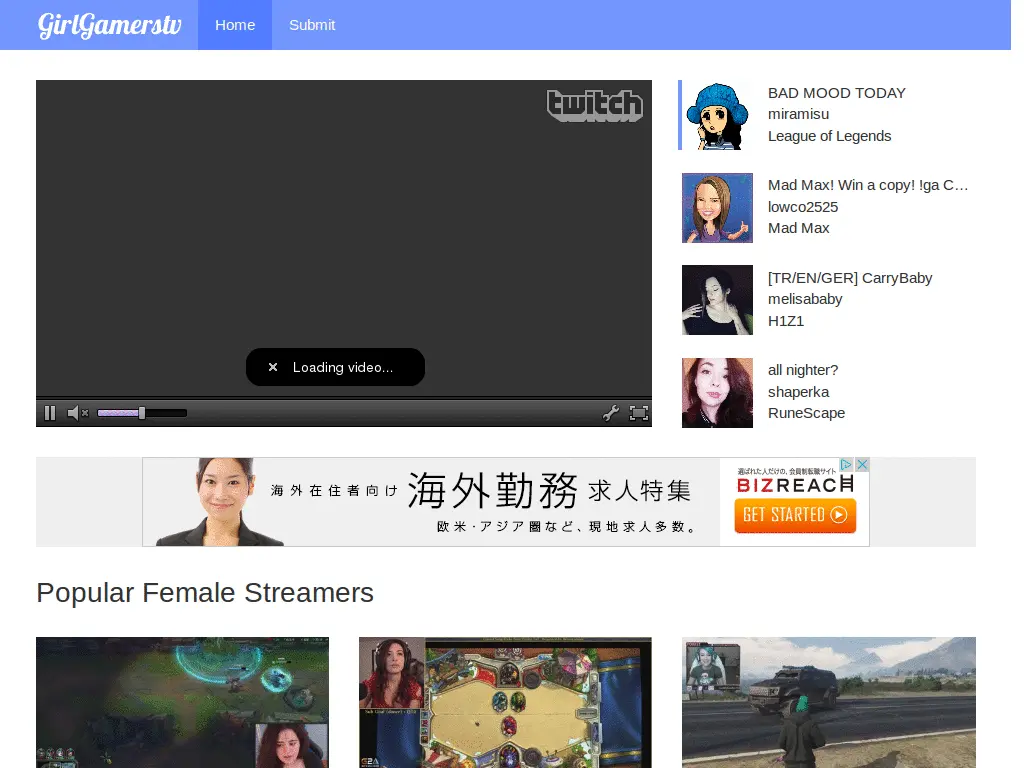 GirlGamerstv
Home
Submit
twitch
Loading video...
BAD MOOD TODAY
miramisu
League of Legends
Mad Max! Win a copy! !ga C…
lowco2525
Mad Max
[TR/EN/GER] CarryBaby
melisababy
H1Z1
all nighter?
shaperka
RuneScape
海外在住者向け 海外勤務 求人特集
欧米・アジア圏など、現地求人多数。
選ばれた人だけの、会員制転職サイト
BIZREACH
GET STARTED
Popular Female Streamers
G2A